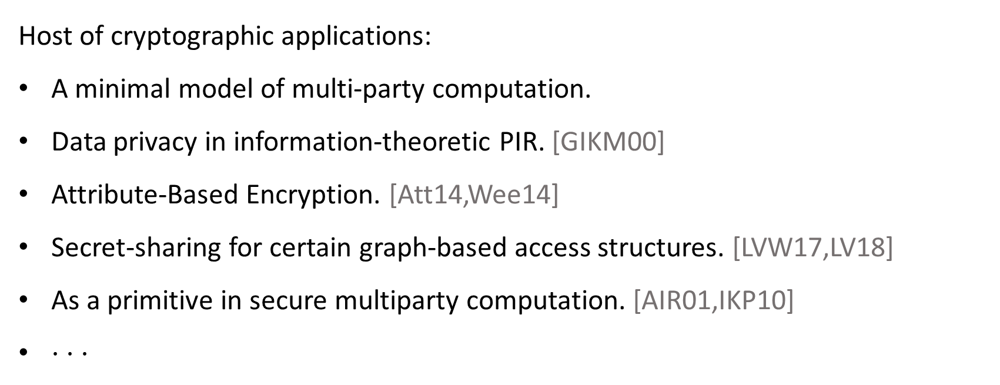 Host of cryptographic applications:
• A minimal model of multi-party computation.
• Data privacy in information-theoretic PIR. [GIKM00]
• Attribute-Based Encryption. [Att14,Wee14]
• Secret-sharing for certain graph-based access structures. [LVW17,LV18]
• As a primitive in secure multiparty computation. [AIR01,IKP10]
• . . .